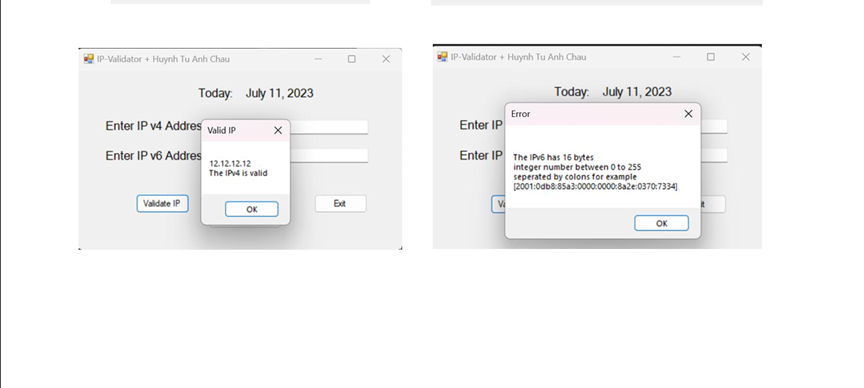 IP-Validator + Huynh Tu Anh Chau
Today: July 11, 2023
Enter IP v4 Addres
Enter IP v6 Addres
Valid IP
12.12.12.12
The IPv4 is valid
OK
Validate IP
Exit
IP-Validator + Huynh Tu Anh Chau
Today: July 11, 2023
Enter IP
Enter IP
Error
The IPv6 has 16 bytes
integer number between 0 to 255
seperated by colons for example
[2001:0db8:85a3:0000:0000:8a2e:0370:7334]
OK